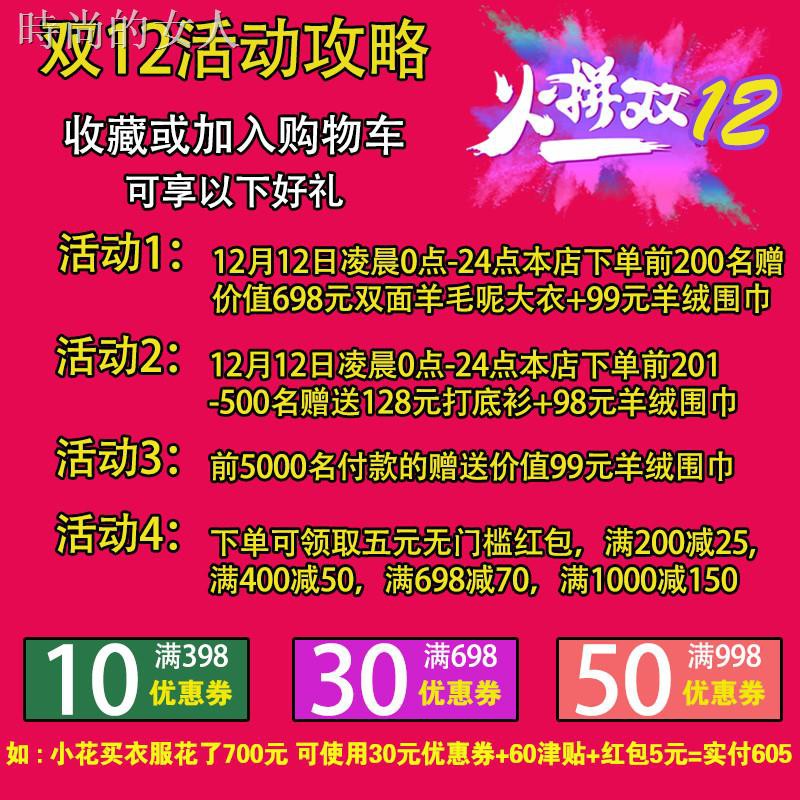 時尚的女人
双12活动攻略
火拼双12
收藏或加入购物车
可享以下好礼
活动1：
12月12日凌晨0点-24点本店下单前200名赠
价值698元双面羊毛呢大衣+99元羊绒围巾
活动2：
12月12日凌晨0点-24点本店下单前201
-500名赠送128元打底衫+98元羊绒围巾
活动3：
前5000名付款的赠送价值99元羊绒围巾
活动4：
下单可领取五元无门槛红包，满200减25,
满400减50，满698减70，满1000减150
10 满398
优惠券
30 满698
优惠券
50 满998
优惠券
如：小花买衣服花了700元 可使用30元优惠券+60津贴+红包5元=实付605